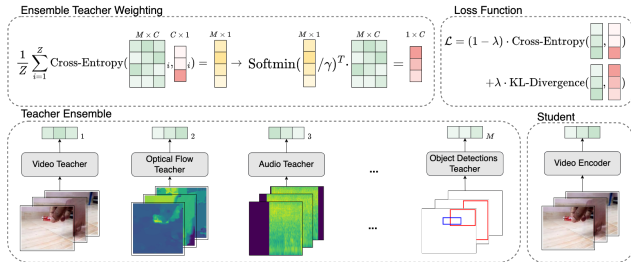 Ensemble Teacher Weighting
M × C
C × 1
M × 1
M × 1
M × C
1 × C
1/Z ∑ Z i=1 Cross-Entropy( i , i ) = → Softmin( /γ)^T · =
Loss Function
ℒ = (1 − λ) · Cross-Entropy( , )
+λ · KL-Divergence( , )
Teacher Ensemble
1
2
3
M
Video Teacher
Optical Flow
Teacher
Audio Teacher
...
Object Detections
Teacher
...
Student
Video Encoder